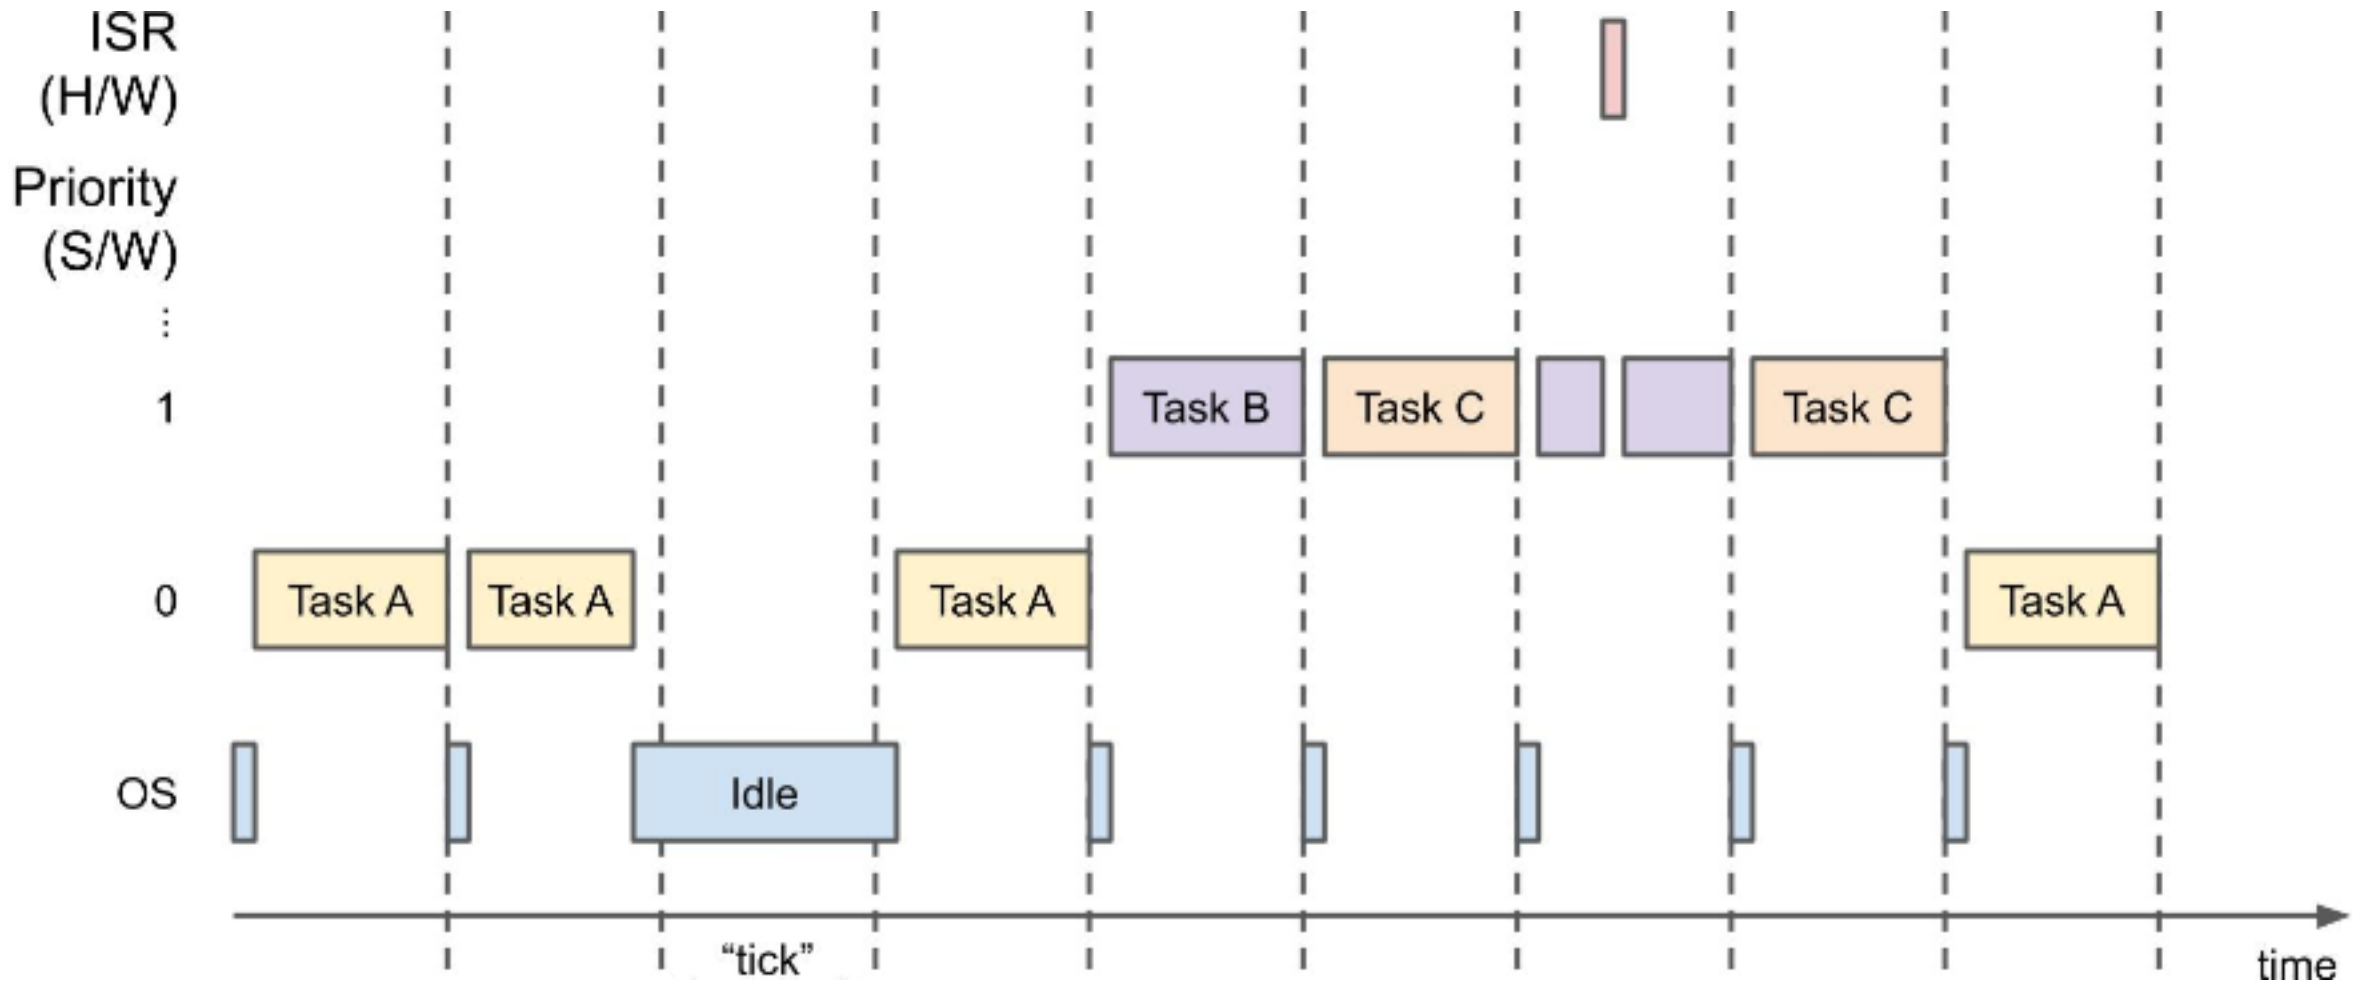 ISR
(H/W)
Priority
(S/W)
⋮
1
Task B
Task C
Task C
0
Task A
Task A
Task A
Task A
OS
Idle
“tick”
time